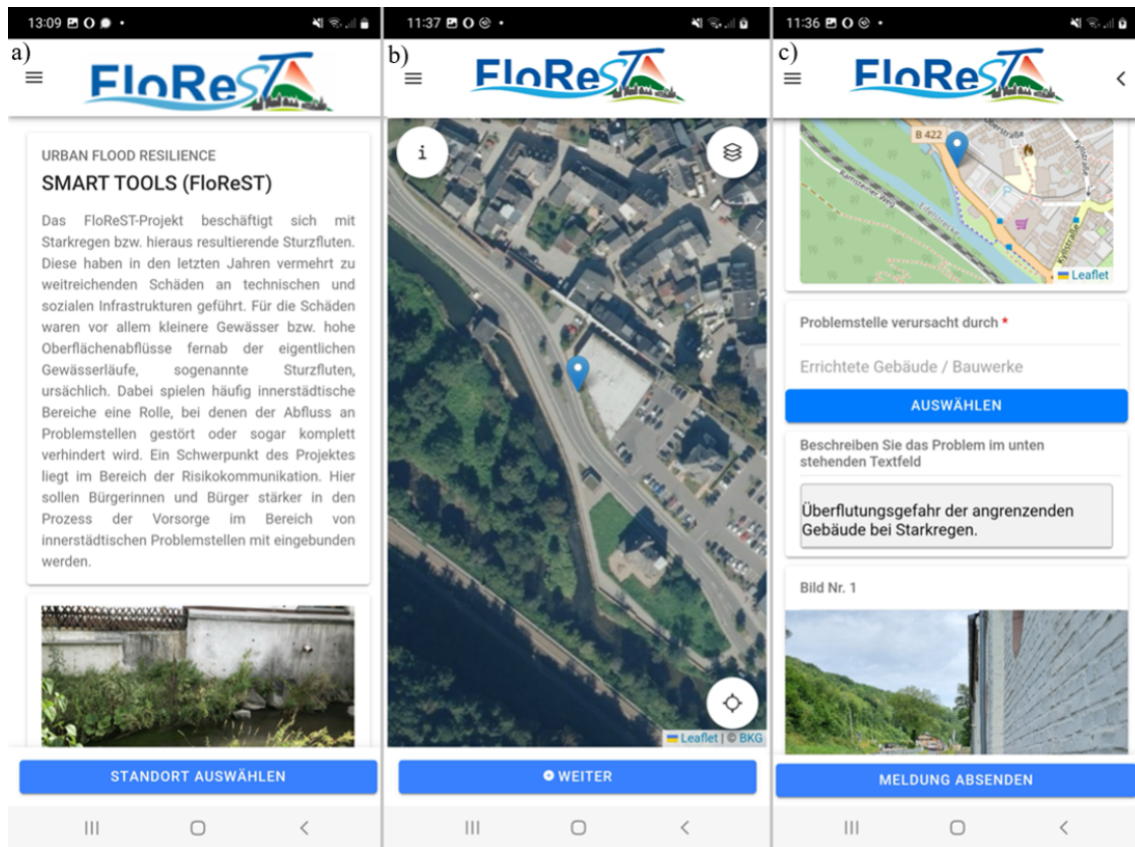 13:09
a)
FloReST
URBAN FLOOD RESILIENCE
SMART TOOLS (FloReST)
Das FloReST-Projekt beschäftigt sich mit
Starkregen bzw. hieraus resultierende Sturzfluten.
Diese haben in den letzten Jahren vermehrt zu
weitreichenden Schäden an technischen und
sozialen Infrastrukturen geführt. Für die Schäden
waren vor allem kleinere Gewässer bzw. hohe
Oberflächenabflüsse fernab der eigentlichen
Gewässerläufe, sogenannte Sturzfluten,
ursächlich. Dabei spielen häufig innerstädtische
Bereiche eine Rolle, bei denen der Abfluss an
Problemstellen gestört oder sogar komplett
verhindert wird. Ein Schwerpunkt des Projektes
liegt im Bereich der Risikokommunikation. Hier
sollen Bürgerinnen und Bürger stärker in den
Prozess der Vorsorge im Bereich von
innerstädtischen Problemstellen mit eingebunden
werden.
STANDORT AUSWÄHLEN
11:37
b)
FloReST
i
Leaflet | © BKG
WEITER
11:36
c)
FloReST
B 422
Oberstraße
Kyllstraße
Ramsteiner Weg
Eifelstrecke
Kyllstraße
Leaflet
Problemstelle verursacht durch *
Errichtete Gebäude / Bauwerke
AUSWÄHLEN
Beschreiben Sie das Problem im unten
stehenden Textfeld
Überflutungsgefahr der angrenzenden
Gebäude bei Starkregen.
Bild Nr. 1
MELDUNG ABSENDEN